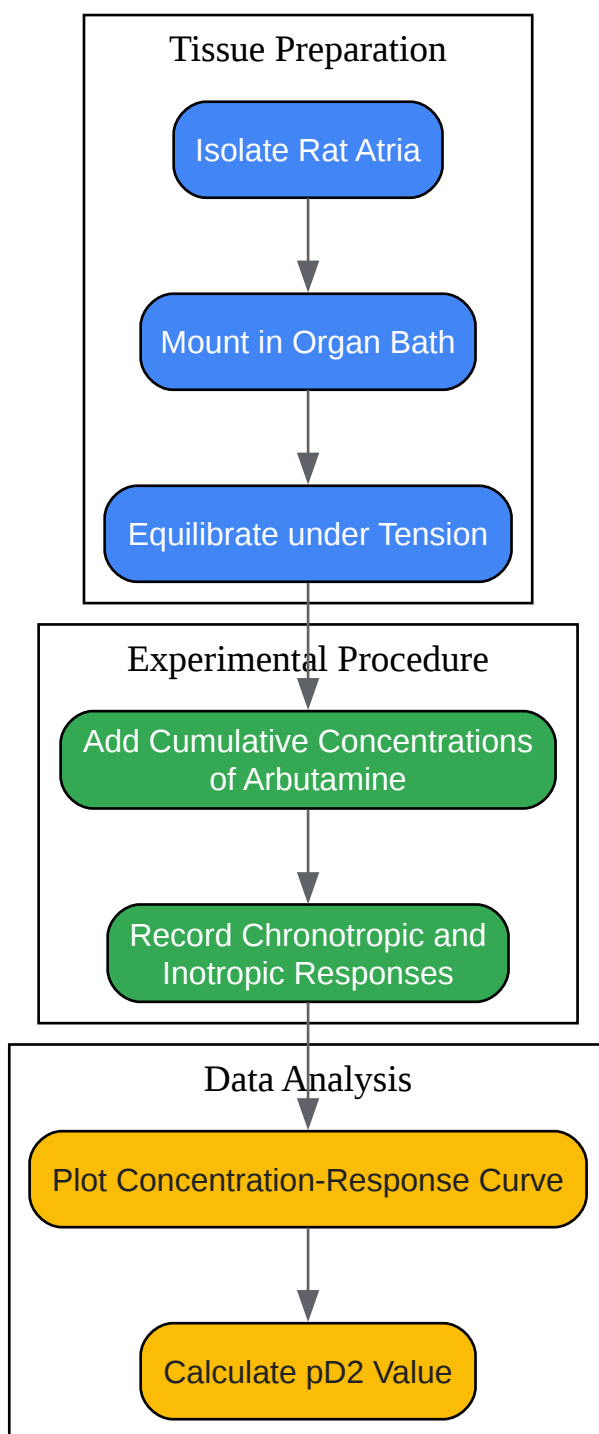 Tissue Preparation
Isolate Rat Atria
Mount in Organ Bath
Equilibrate under Tension
Experimental Procedure
Add Cumulative Concentrations
of Arbutamine
Record Chronotropic and
Inotropic Responses
Data Analysis
Plot Concentration-Response Curve
Calculate pD2 Value